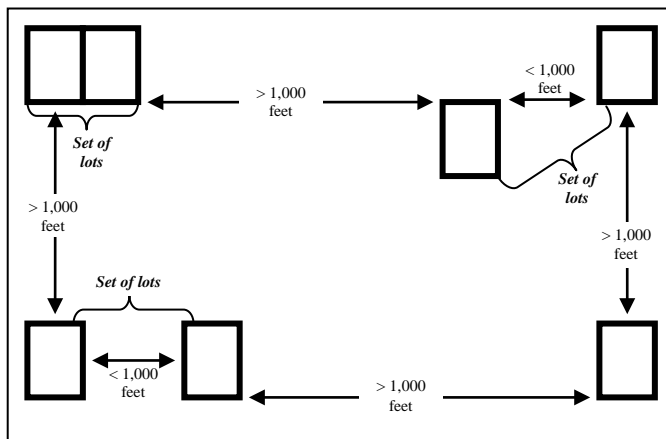 < 1,000
feet
> 1,000
feet
Set of
lots
Set of
lots
> 1,000
feet
> 1,000
feet
Set of lots
< 1,000
feet
> 1,000
feet